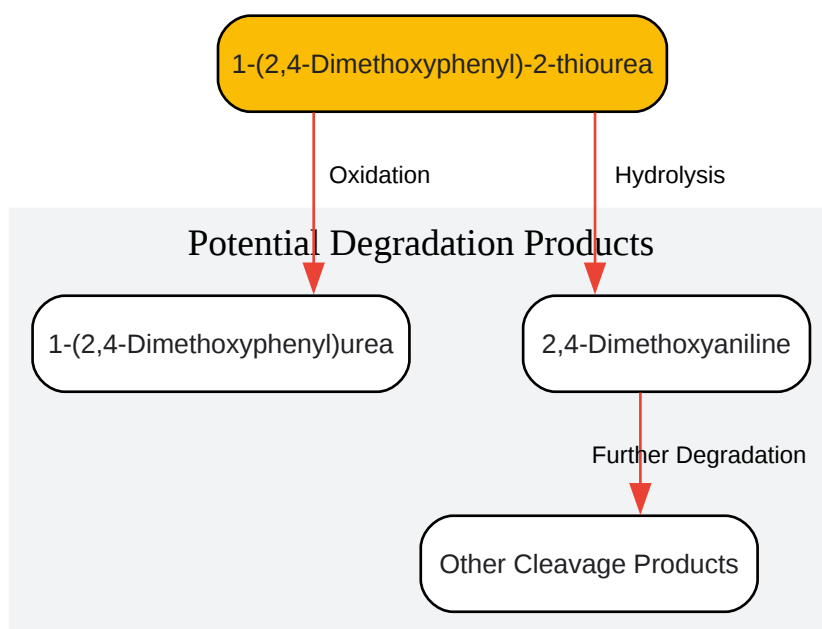 1-(2,4-Dimethoxyphenyl)-2-thiourea
Oxidation
Hydrolysis
Potential Degradation Products
1-(2,4-Dimethoxyphenyl)urea
2,4-Dimethoxyaniline
Further Degradation
Other Cleavage Products